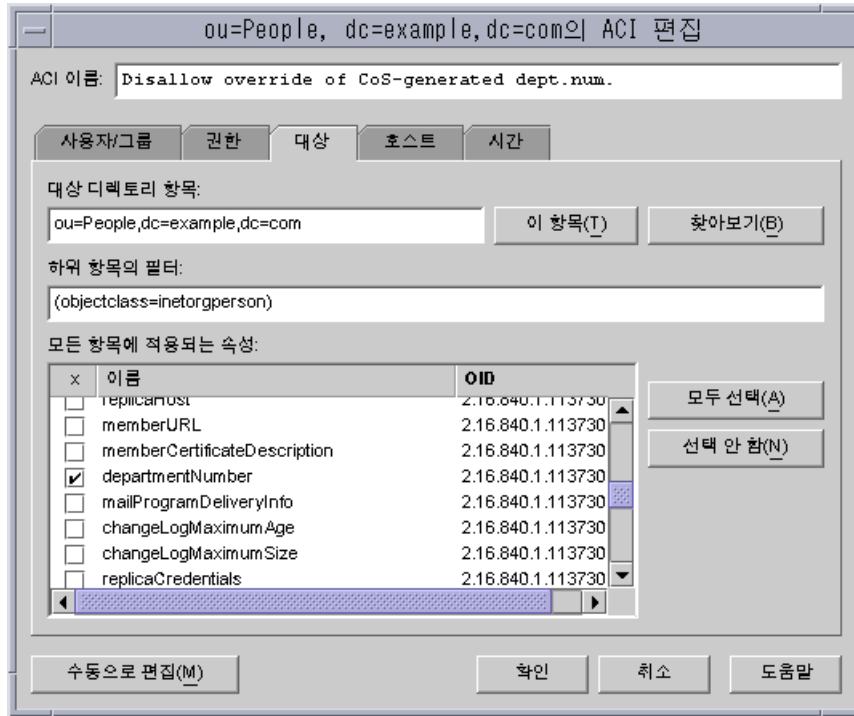 ou=People, dc=example,dc=com의 ACI 편집
ACI 이름: Disallow override of CoS-generated dept.num.
사용자/그룹 권한 대상 호스트 시간
대상 디렉토리 항목:
ou=People,dc=example,dc=com 이 항목(T) 찾아보기(B)
하위 항목의 필터:
(objectclass=inetorgperson)
모든 항목에 적용되는 속성:
x 이름 OID
replicaHost 2.16.840.1.113730
memberURL 2.16.840.1.113730
memberCertificateDescription 2.16.840.1.113730
departmentNumber 2.16.840.1.113730
mailProgramDeliveryInfo 2.16.840.1.113730
changeLogMaximumAge 2.16.840.1.113730
changeLogMaximumSize 2.16.840.1.113730
replicaCredentials 2.16.840.1.113730
모두 선택(A)
선택 안 함(N)
수동으로 편집(M) 확인 취소 도움말